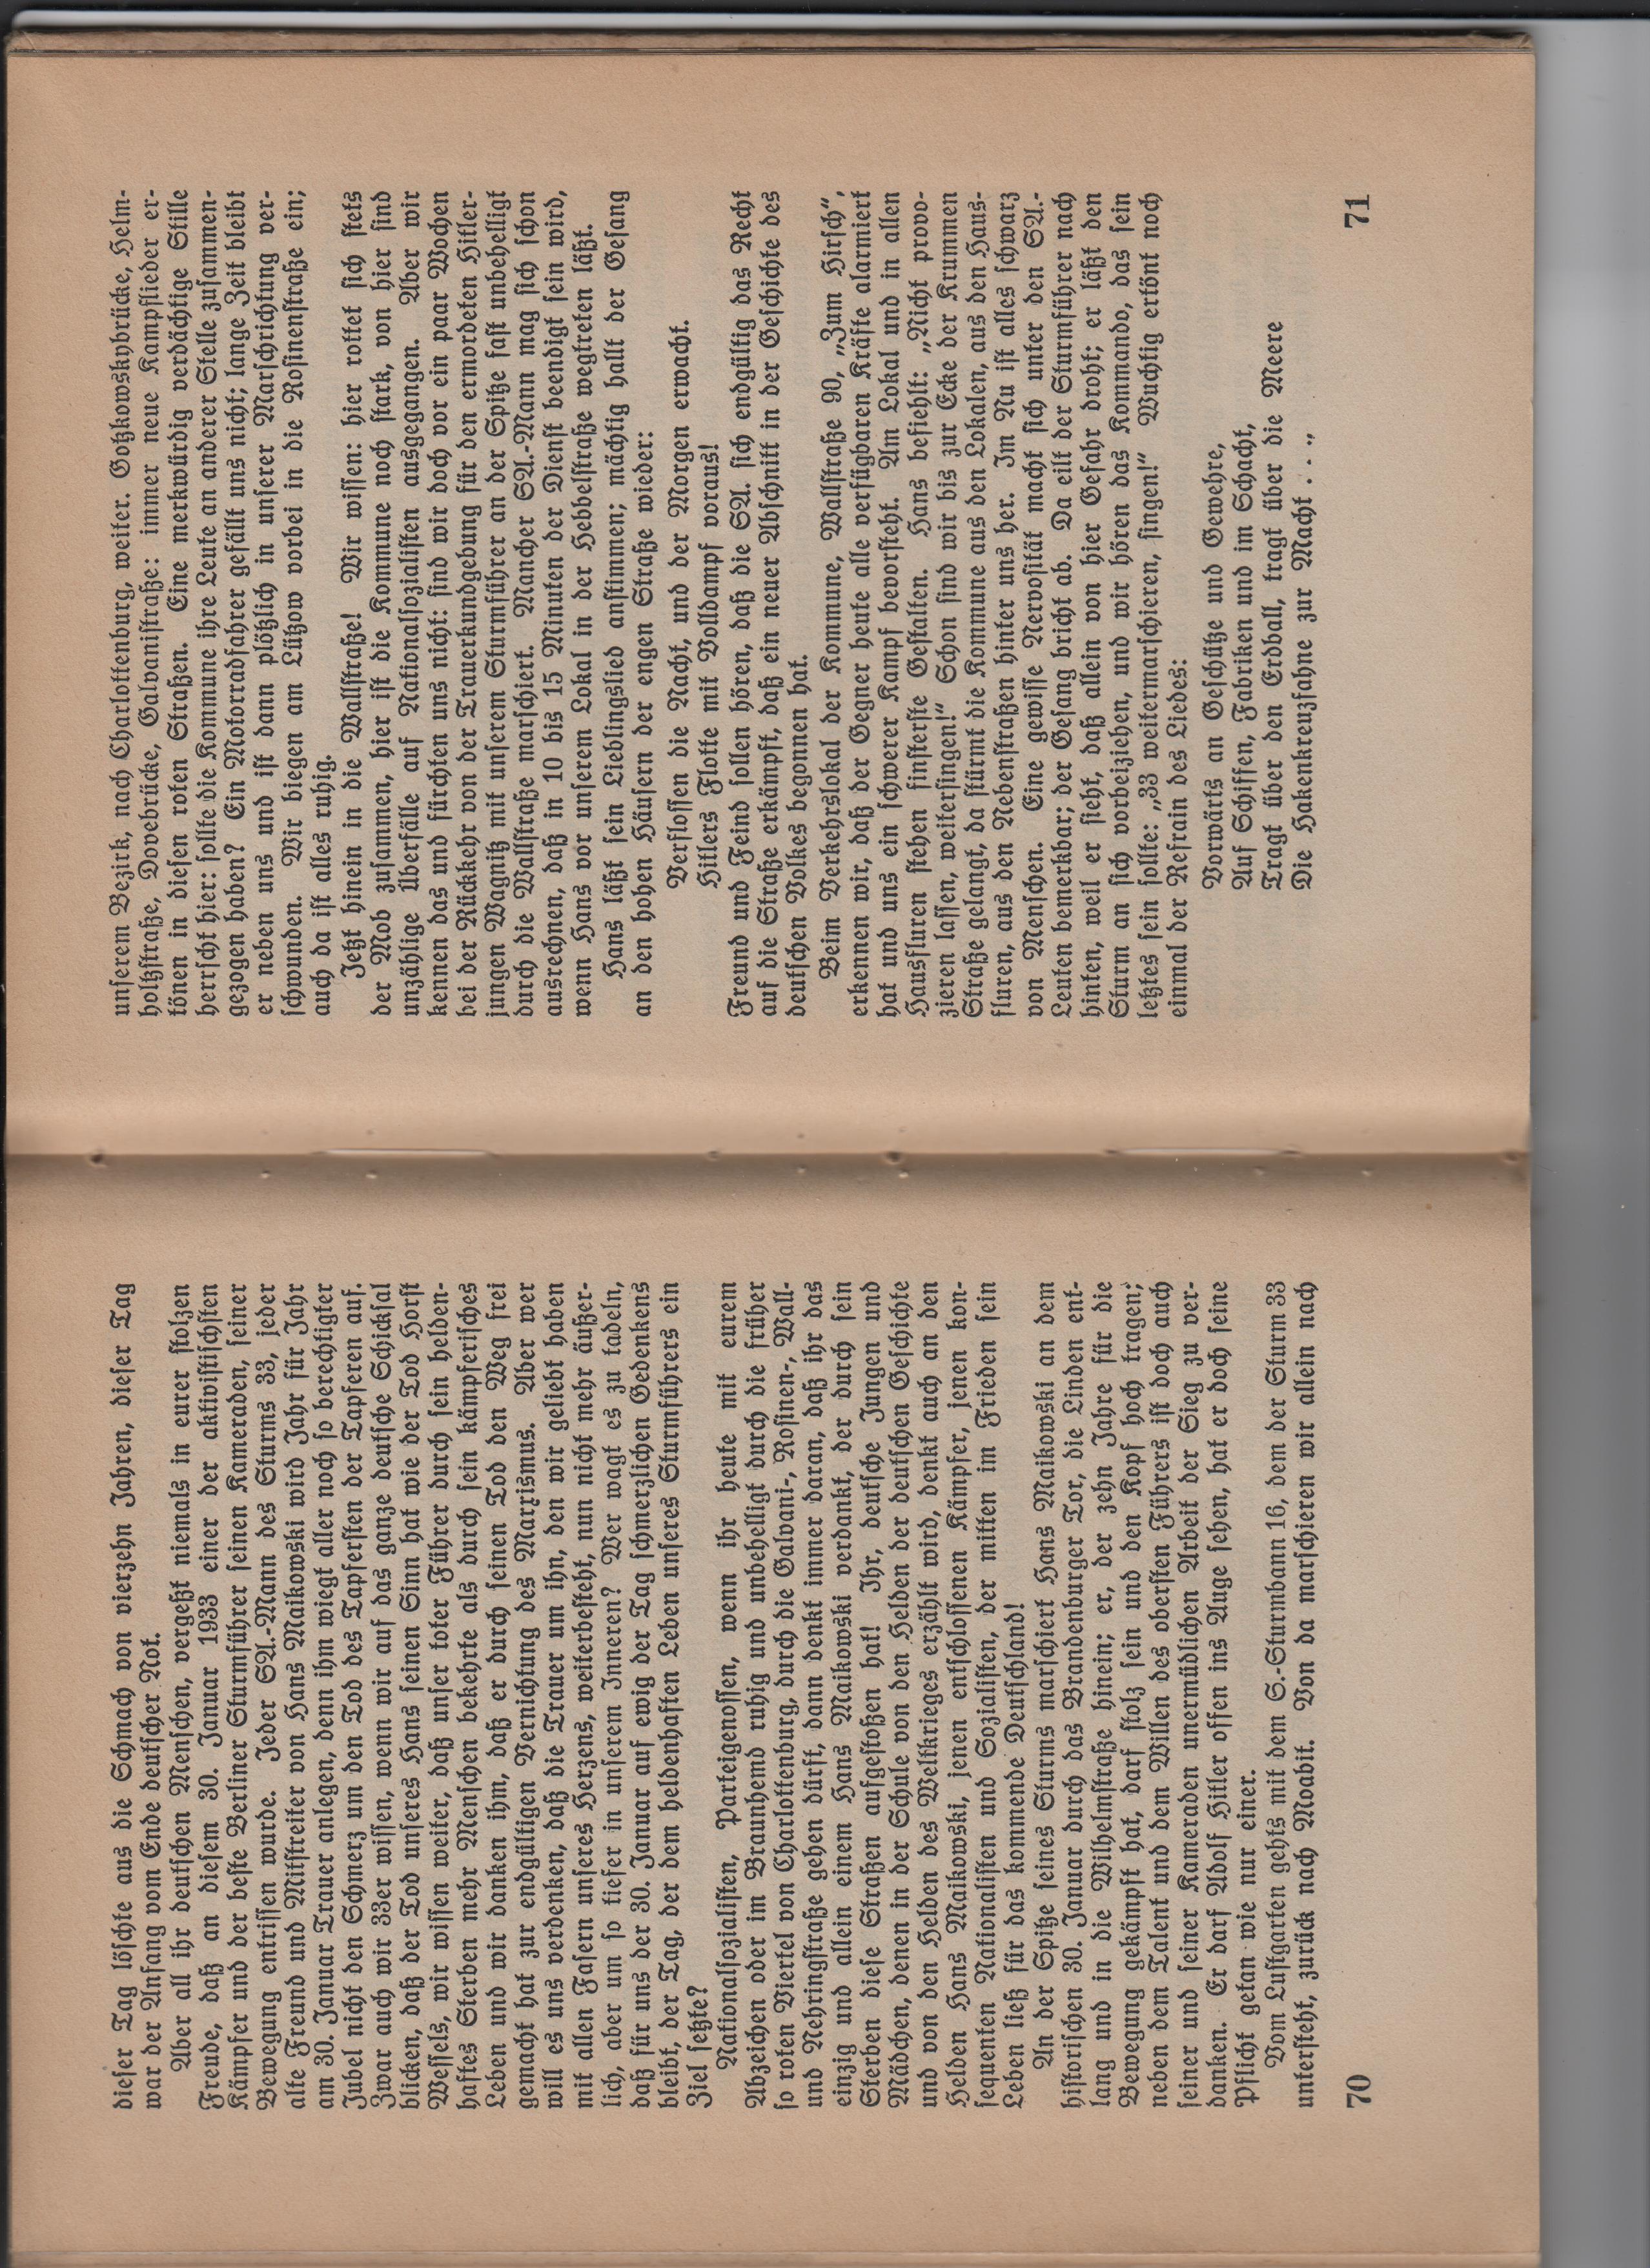 dieſer Tag löſchte aus die Schmach von vierzehn Jahren, dieſer Tag
war der Anfang vom Ende deutſcher Not.
Aber all ihr deutſchen Menſchen, vergeßt niemals in eurer ſtolzen
Freude, daß an dieſem 30. Januar 1933 einer der aktiviſtiſchſten
Kämpfer und der beſte Berliner Sturmführer ſeinen Kameraden, ſeiner
Bewegung entriſſen wurde. Jeder SA.-Mann des Sturms 33, jeder
alte Freund und Mitſtreiter von Hans Maikowski wird Jahr für Jahr
am 30. Januar Trauer anlegen, denn ihm wiegt aller noch ſo berechtigter
Jubel nicht den Schmerz um den Tod des Tapferſten der Tapferen auf.
Zwar auch wir 33er wiſſen, wenn wir auf das ganze deutſche Schickſal
blicken, daß der Tod unſeres Hans ſeinen Sinn hat wie der Tod Horſt
Weſſels, wir wiſſen weiter, daß unſer toter Führer durch ſein helden-
haftes Sterben mehr Menſchen bekehrte als durch ſein kämpferiſches
Leben und wir danken ihm, daß er durch ſeinen Tod den Weg frei
gemacht hat zur endgültigen Vernichtung des Marxismus. Aber wer
will es uns verdenken, daß die Trauer um ihn, den wir geliebt haben
mit allen Faſern unſeres Herzens, weiterbeſteht, nun nicht mehr äußer-
lich, aber um ſo tiefer in unſerem Inneren? Wer wagt es zu tadeln,
daß für uns der 30. Januar auf ewig der Tag ſchmerzlichen Gedenkens
bleibt, der Tag, der dem heldenhaften Leben unſeres Sturmführers ein
Ziel ſetzte?
Nationalſozialiſten, Parteigenoſſen, wenn ihr heute mit eurem
Abzeichen oder im Braunhemd ruhig und unbehelligt durch die früher
ſo roten Viertel von Charlottenburg, durch die Galvani-, Roſinen-, Wall-
und Nehringſtraße gehen dürft, dann denkt immer daran, daß ihr das
einzig und allein einem Hans Maikowski verdankt, der durch ſein
Sterben dieſe Straßen aufgeſtoßen hat! Ihr, deutſche Jungen und
Mädchen, denen in der Schule von den Helden der deutſchen Geſchichte
und von den Helden des Weltkrieges erzählt wird, denkt auch an den
Helden Hans Maikowski, jenen entſchloſſenen Kämpfer, jenen kon-
ſequenten Nationaliſten und Sozialiſten, der mitten im Frieden ſein
Leben ließ für das kommende Deutſchland!
An der Spitze ſeines Sturms marſchiert Hans Maikowski an dem
hiſtoriſchen 30. Januar durch das Brandenburger Tor, die Linden ent-
lang und in die Wilhelmſtraße hinein; er, der zehn Jahre für die
Bewegung gekämpft hat, darf ſtolz ſein und den Kopf hoch tragen;
neben dem Talent und dem Willen des oberſten Führers iſt doch auch
ſeiner und ſeiner Kameraden unermüdlichen Arbeit der Sieg zu ver-
danken. Er darf Adolf Hitler offen ins Auge ſehen, hat er doch ſeine
Pflicht getan wie nur einer.
Vom Luſtgarten gehts mit dem S.-Sturmbann 16, dem der Sturm 33
unterſteht, zurück nach Moabit. Von da marſchieren wir allein nach
70
unſerem Bezirk, nach Charlottenburg, weiter. Gotzkowskybrücke, Helm-
holtzſtraße, Dovebrücke, Galvaniſtraße: immer neue Kampflieder er-
tönen in dieſen roten Straßen. Eine merkwürdig verdächtige Stille
herrſcht hier: ſollte die Kommune ihre Leute an anderer Stelle zuſammen-
gezogen haben? Ein Motorradfahrer gefällt uns nicht; lange Zeit bleibt
er neben uns und iſt dann plötzlich in unſerer Marſchrichtung ver-
ſchwunden. Wir biegen am Lützow vorbei in die Roſinenſtraße ein;
auch da iſt alles ruhig.
Jetzt hinein in die Wallſtraße! Wir wiſſen: hier rottet ſich ſtets
der Mob zuſammen, hier iſt die Kommune noch ſtark, von hier ſind
unzählige Überfälle auf Nationalſozialiſten ausgegangen. Aber wir
kennen das und fürchten uns nicht: ſind wir doch vor ein paar Wochen
bei der Rückkehr von der Trauerkundgebung für den ermordeten Hitler-
jungen Wagnitz mit unſerem Sturmführer an der Spitze faſt unbehelligt
durch die Wallſtraße marſchiert. Mancher SA.-Mann mag ſich ſchon
ausrechnen, daß in 10 bis 15 Minuten der Dienſt beendigt ſein wird,
wenn Hans vor unſerem Lokal in der Hebbelſtraße wegtreten läßt.
Hans läßt ſein Lieblingslied anſtimmen; mächtig hallt der Geſang
an den hohen Häuſern der engen Straße wieder:
Verfloſſen die Nacht, und der Morgen erwacht.
Hitlers Flotte mit Volldampf voraus!
Freund und Feind ſollen hören, daß die SA. ſich endgültig das Recht
auf die Straße erkämpft, daß ein neuer Abſchnitt in der Geſchichte des
deutſchen Volkes begonnen hat.
Beim Verkehrslokal der Kommune, Wallſtraße 90, „Zum Hirſch“,
erkennen wir, daß der Gegner heute alle verfügbaren Kräfte alarmiert
hat und uns ein ſchwerer Kampf bevorſteht. Am Lokal und in allen
Hausfluren ſtehen finſterſte Geſtalten. Hans befiehlt: „Nicht provo-
zieren laſſen, weiterſingen!“ Schon ſind wir bis zur Ecke der Krummen
Straße gelangt, da ſtürmt die Kommune aus den Lokalen, aus den Haus-
fluren, aus den Nebenſtraßen hinter uns her. Im Nu iſt alles ſchwarz
von Menſchen. Eine gewiſſe Nervoſität macht ſich unter den SA.-
Leuten bemerkbar; der Geſang bricht ab. Da eilt der Sturmführer nach
hinten, weil er ſieht, daß allein von hier Gefahr droht; er läßt den
Sturm an ſich vorbeiziehen, und wir hören das Kommando, das ſein
letztes ſein ſollte: „33 weitermarſchieren, ſingen!“ Wuchtig ertönt noch
einmal der Refrain des Liedes:
Vorwärts an Geſchütze und Gewehre,
Auf Schiffen, Fabriken und im Schacht,
Tragt über den Erdball, tragt über die Meere
Die Hakenkreuzfahne zur Macht . . . „
71